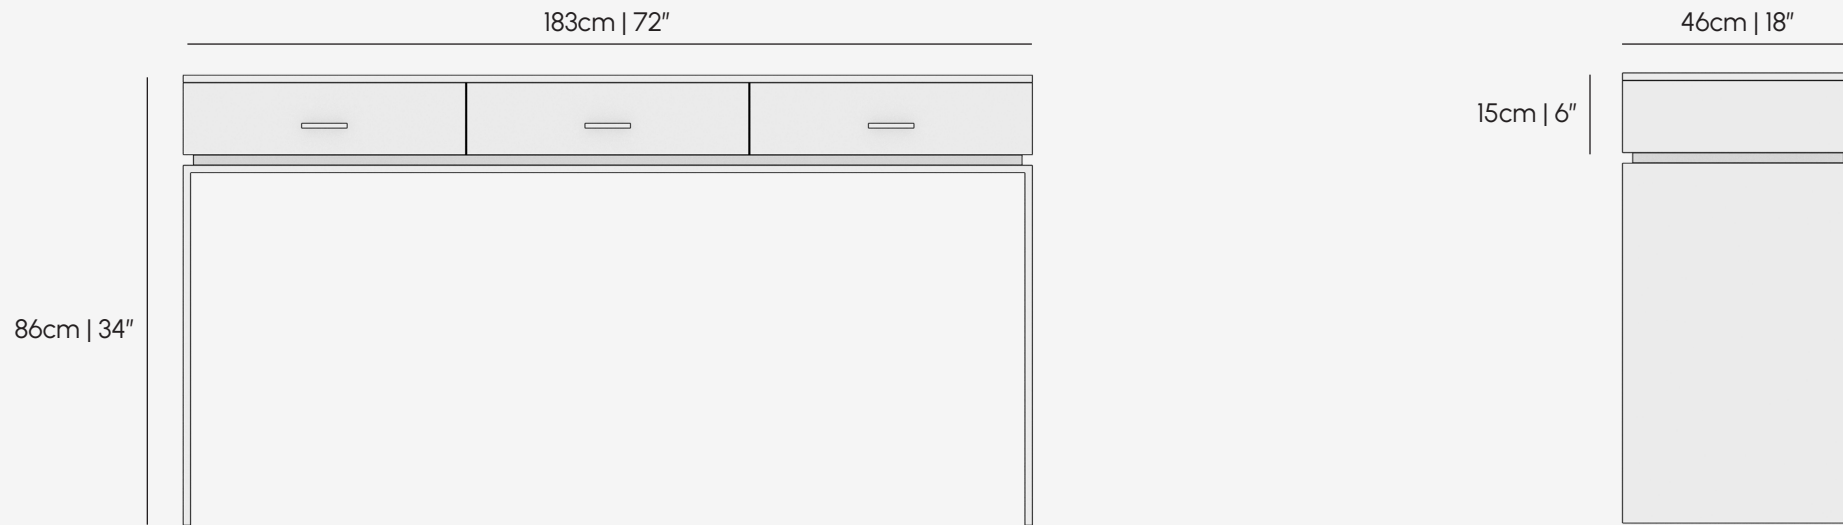 183cm | 72"
46cm | 18"
15cm | 6"
86cm | 34"